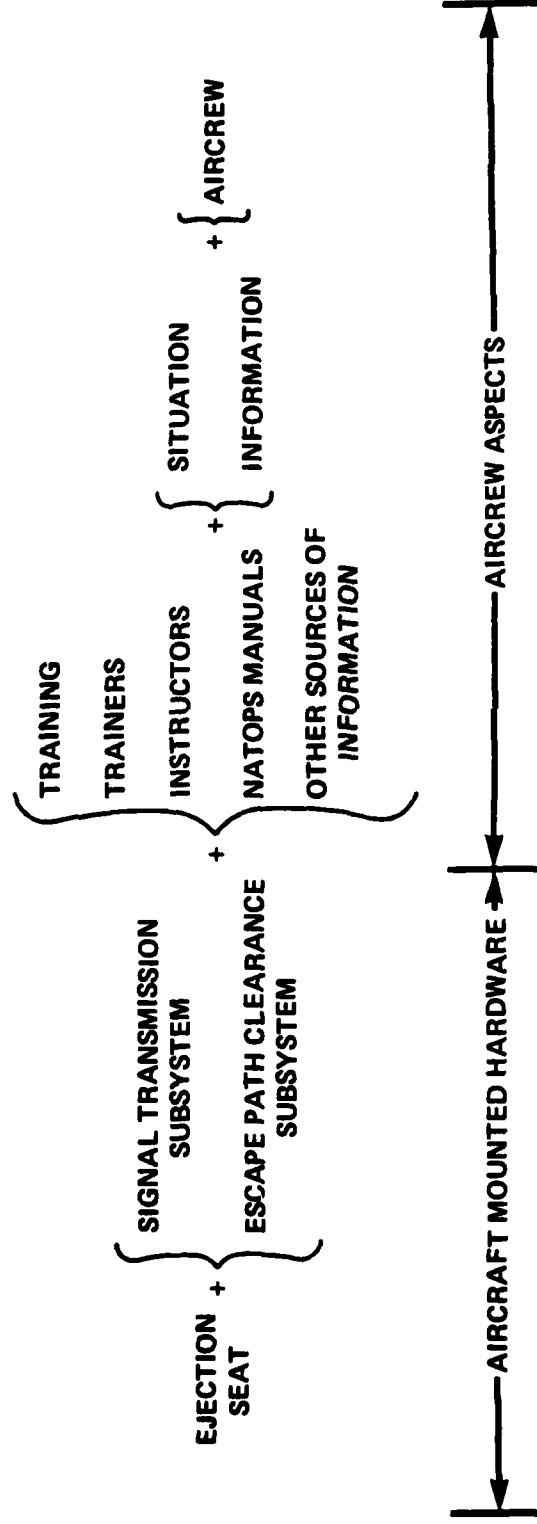 EJECTION
SEAT
+
SIGNAL TRANSMISSION
SUBSYSTEM
ESCAPE PATH CLEARANCE
SUBSYSTEM
+
TRAINING
TRAINERS
INSTRUCTORS
NATOPS MANUALS
OTHER SOURCES OF
INFORMATION
+
SITUATION
INFORMATION
+
AIRCREW
AIRCRAFT MOUNTED HARDWARE
AIRCREW ASPECTS